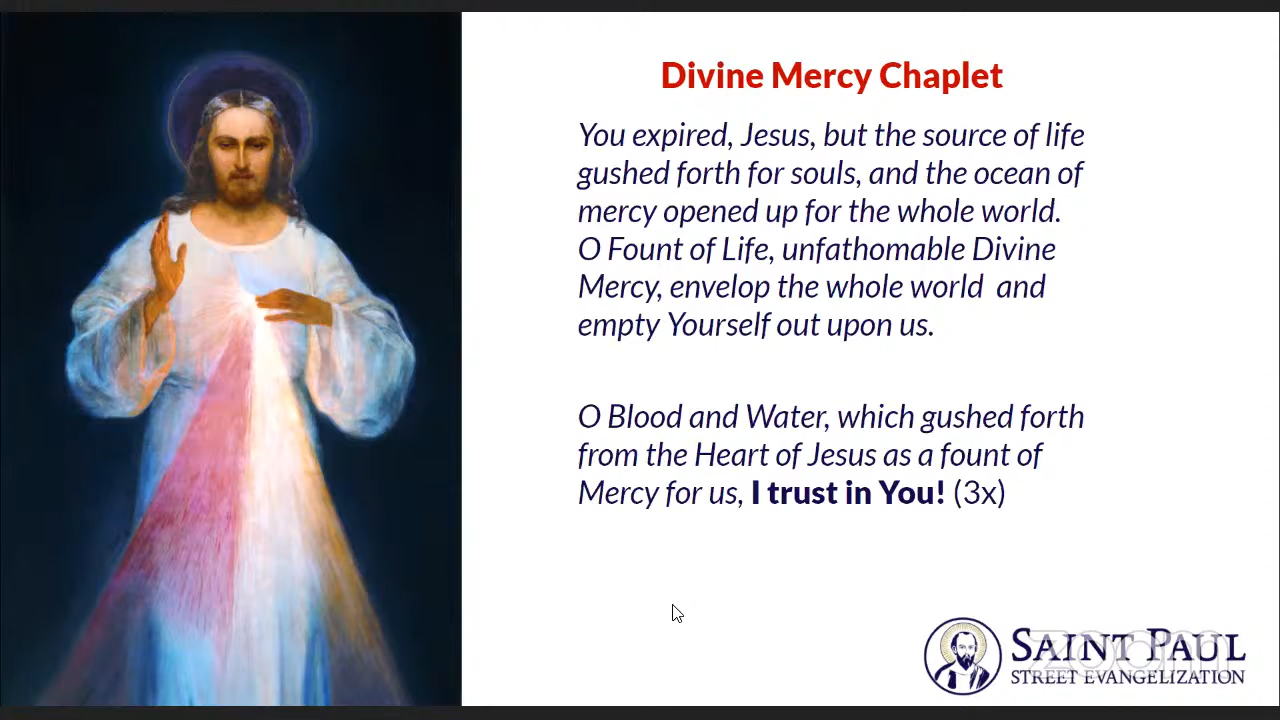 Divine Mercy Chaplet
You expired, Jesus, but the source of life
gushed forth for souls, and the ocean of
mercy opened up for the whole world.
O Fount of Life, unfathomable Divine
Mercy, envelop the whole world  and
empty Yourself out upon us.
O Blood and Water, which gushed forth
from the Heart of Jesus as a fount of
Mercy for us, I trust in You! (3x)
SAINT PAUL
zoom
STREET EVANGELIZATION